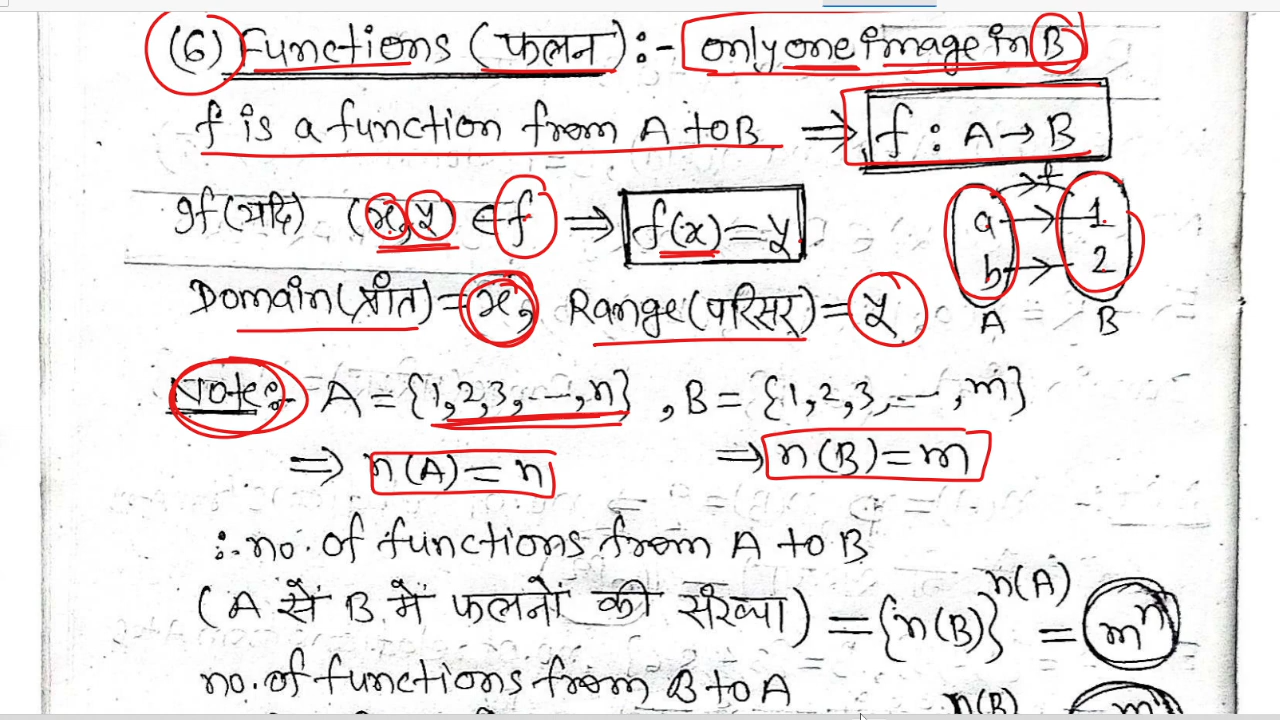 (6) Functions (फलन) :- only one image in B
f is a function from A to B ⇒ f : A → B
If (यदि) (x, y) ∈ f ⇒ f(x) = y
Domain (प्रांत) = x, Range (परिसर) = y
f
a → 1
b → 2
A B
Note:- A = {1, 2, 3, ---, n}, B = {1, 2, 3, ---, m}
⇒ n(A) = n ⇒ n(B) = m
∴ no. of functions from A to B
(A सें B में फलनों की संख्या) = {n(B)}^n(A) = m^n
no. of functions from B to A